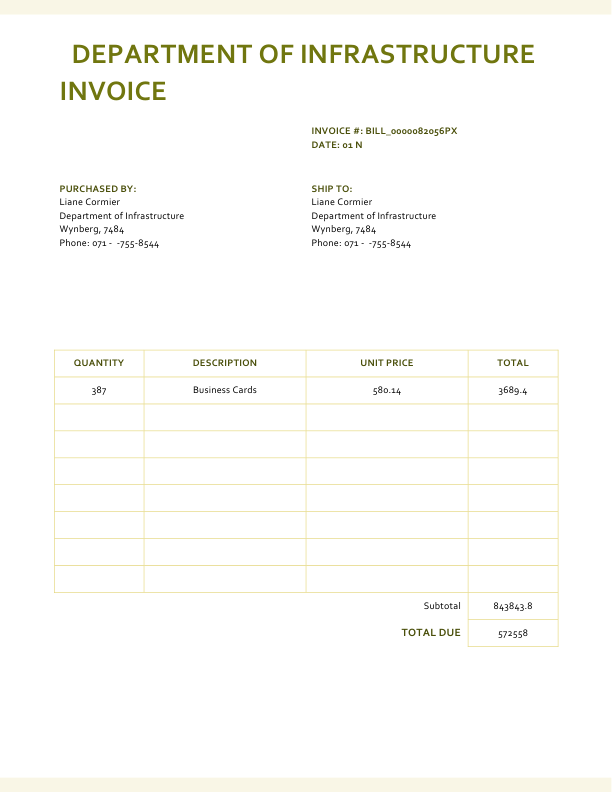 DEPARTMENT OF INFRASTRUCTURE
INVOICE
INVOICE #: BILL_0000082056PX
DATE: 01 N
PURCHASED BY:
Liane Cormier
Department of Infrastructure
Wynberg, 7484
Phone: 071 -  -755-8544
SHIP TO:
Liane Cormier
Department of Infrastructure
Wynberg, 7484
Phone: 071 -  -755-8544
QUANTITY DESCRIPTION UNIT PRICE TOTAL
387 Business Cards 580.14 3689.4
Subtotal 843843.8
TOTAL DUE 572558